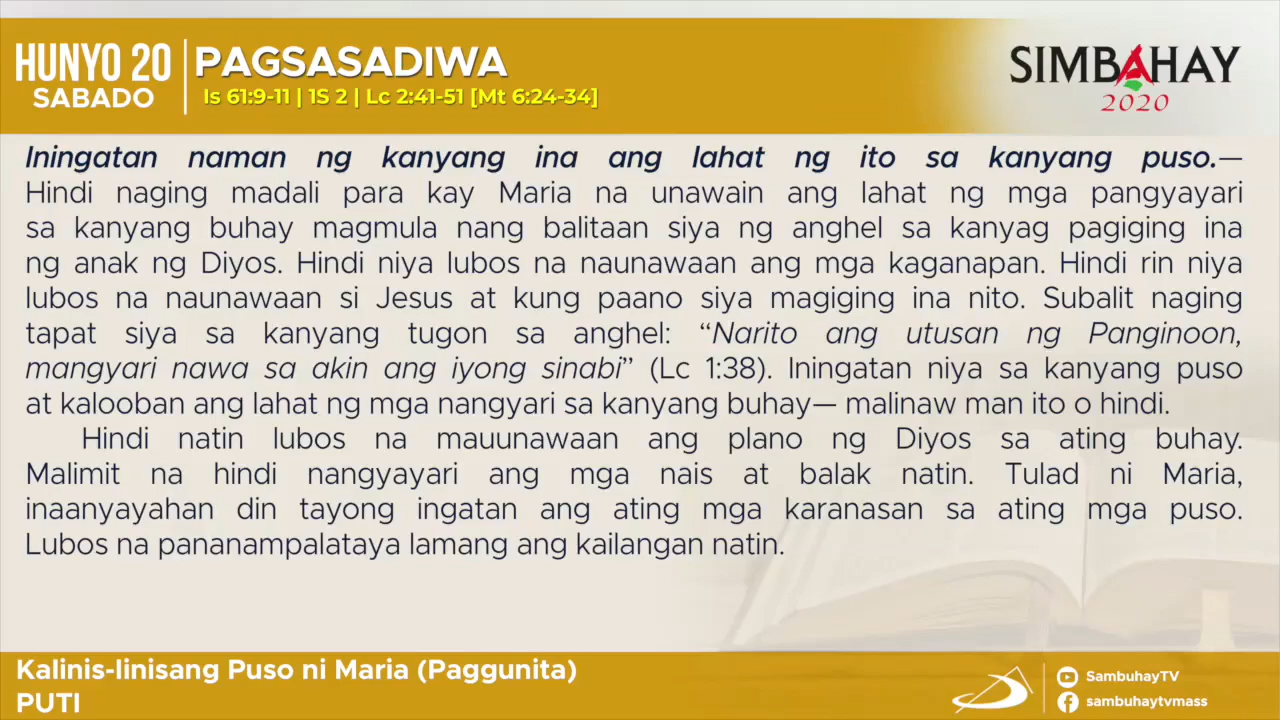 HUNYO 20
SABADO
PAGSASADIWA
Is 61:9-11 | 1S 2 | Lc 2:41-51 [Mt 6:24-34]
SIMBAHAY
2020
Iningatan naman ng kanyang ina ang lahat ng ito sa kanyang puso.—
Hindi naging madali para kay Maria na unawain ang lahat ng mga pangyayari
sa kanyang buhay magmula nang balitaan siya ng anghel sa kanyag pagiging ina
ng anak ng Diyos. Hindi niya lubos na naunawaan ang mga kaganapan. Hindi rin niya
lubos na naunawaan si Jesus at kung paano siya magiging ina nito. Subalit naging
tapat siya sa kanyang tugon sa anghel: “Narito ang utusan ng Panginoon,
mangyari nawa sa akin ang iyong sinabi” (Lc 1:38). Iningatan niya sa kanyang puso
at kalooban ang lahat ng mga nangyari sa kanyang buhay— malinaw man ito o hindi.
Hindi natin lubos na mauunawaan ang plano ng Diyos sa ating buhay.
Malimit na hindi nangyayari ang mga nais at balak natin. Tulad ni Maria,
inaanyayahan din tayong ingatan ang ating mga karanasan sa ating mga puso.
Lubos na pananampalataya lamang ang kailangan natin.
Kalinis-linisang Puso ni Maria (Paggunita)
PUTI
SambuhayTV
sambuhaytvmass